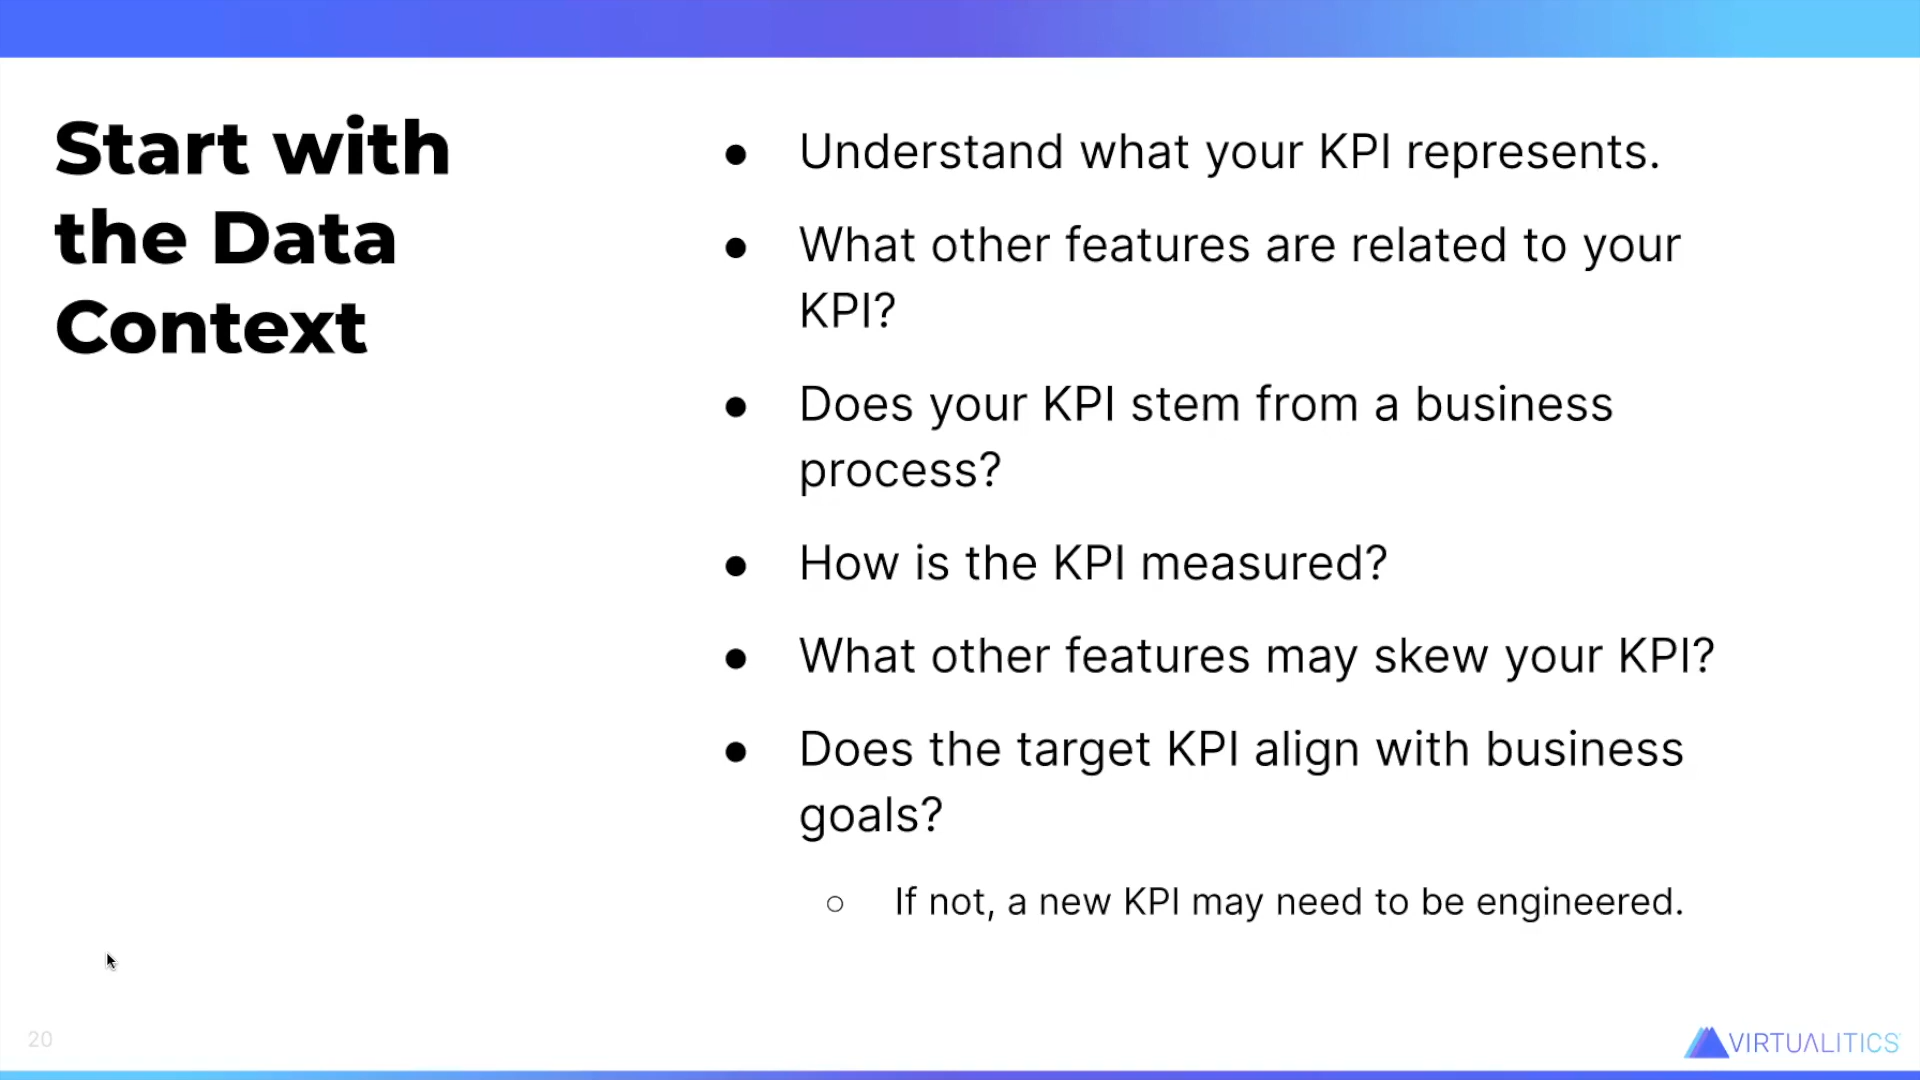 Start with
the Data
Context
● Understand what your KPI represents.
● What other features are related to your
KPI?
● Does your KPI stem from a business
process?
● How is the KPI measured?
● What other features may skew your KPI?
● Does the target KPI align with business
goals?
○ If not, a new KPI may need to be engineered.
20
VIRTUALITICS